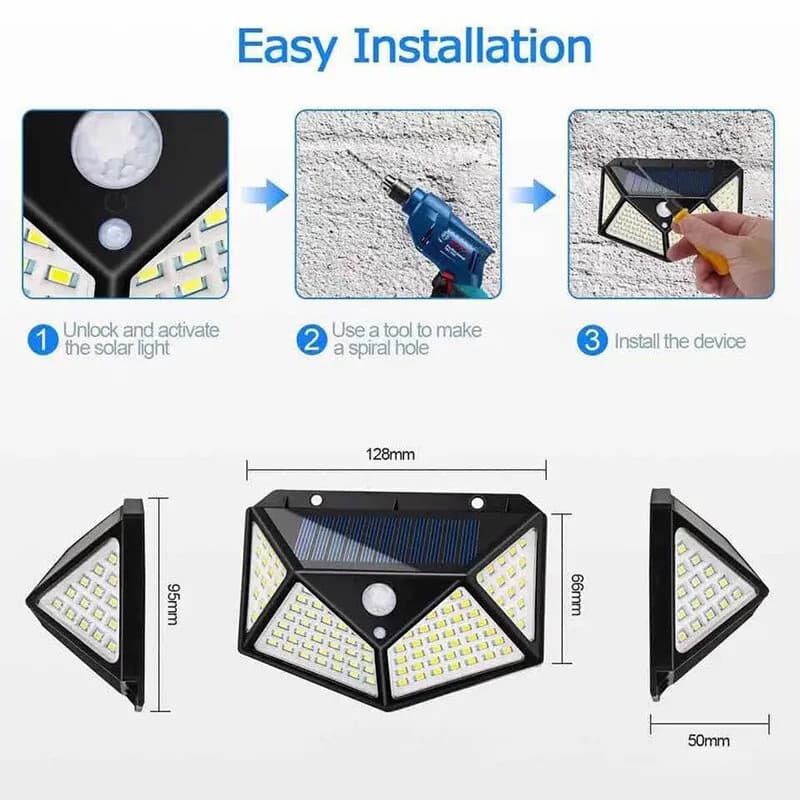 Easy Installation
1 Unlock and activate
the solar light
2 Use a tool to make
a spiral hole
3 Install the device
128mm
95mm
66mm
50mm